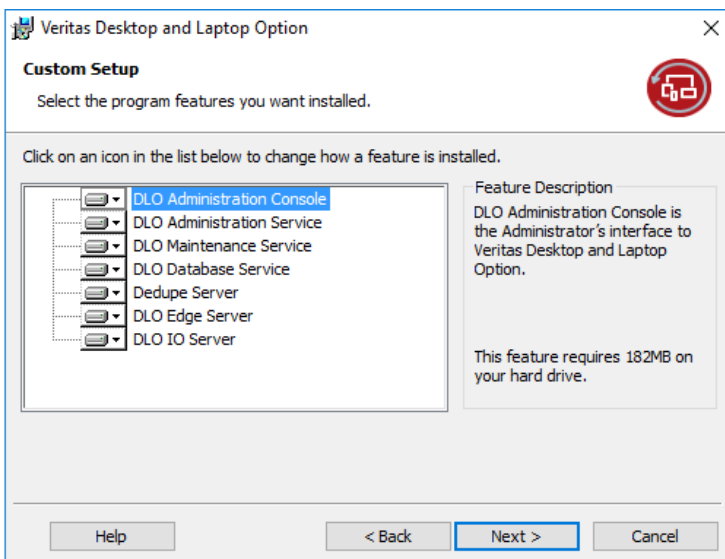 Veritas Desktop and Laptop Option
Custom Setup
Select the program features you want installed.
Click on an icon in the list below to change how a feature is installed.
DLO Administration Console
DLO Administration Service
DLO Maintenance Service
DLO Database Service
Dedupe Server
DLO Edge Server
DLO IO Server
Feature Description
DLO Administration Console is
the Administrator's interface to
Veritas Desktop and Laptop
Option.
This feature requires 182MB on
your hard drive.
Help
< Back
Next >
Cancel